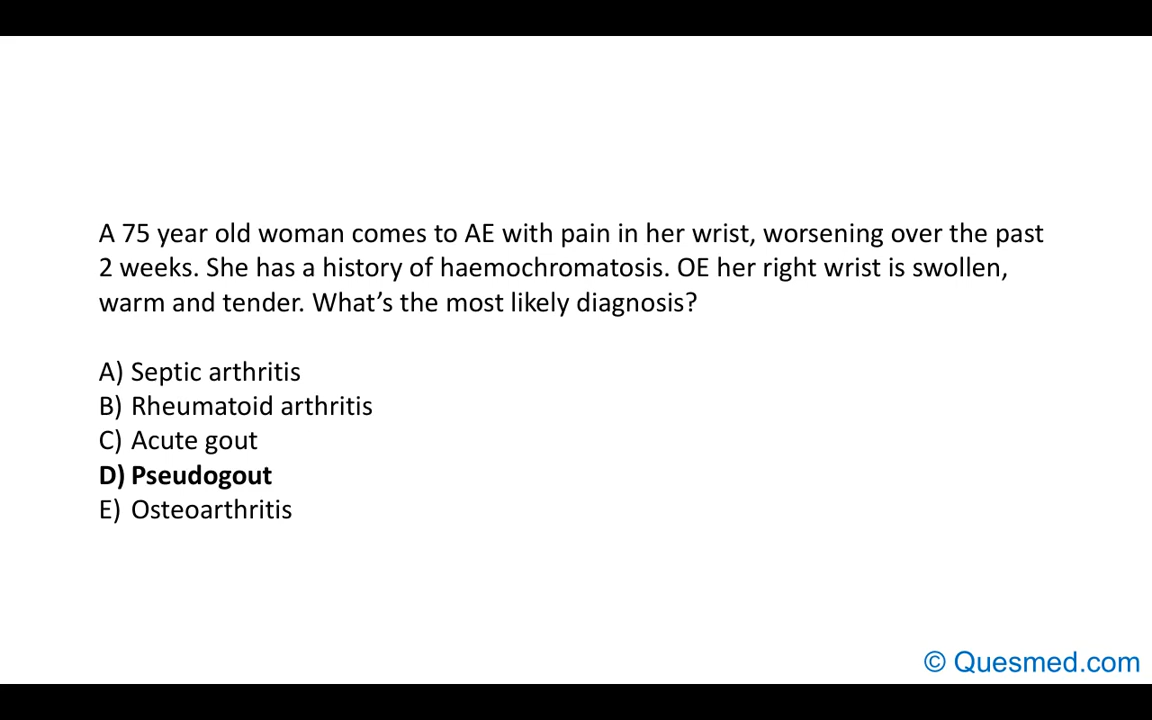 A 75 year old woman comes to AE with pain in her wrist, worsening over the past
2 weeks. She has a history of haemochromatosis. OE her right wrist is swollen,
warm and tender. What’s the most likely diagnosis?
A) Septic arthritis
B) Rheumatoid arthritis
C) Acute gout
D) Pseudogout
E) Osteoarthritis
© Quesmed.com